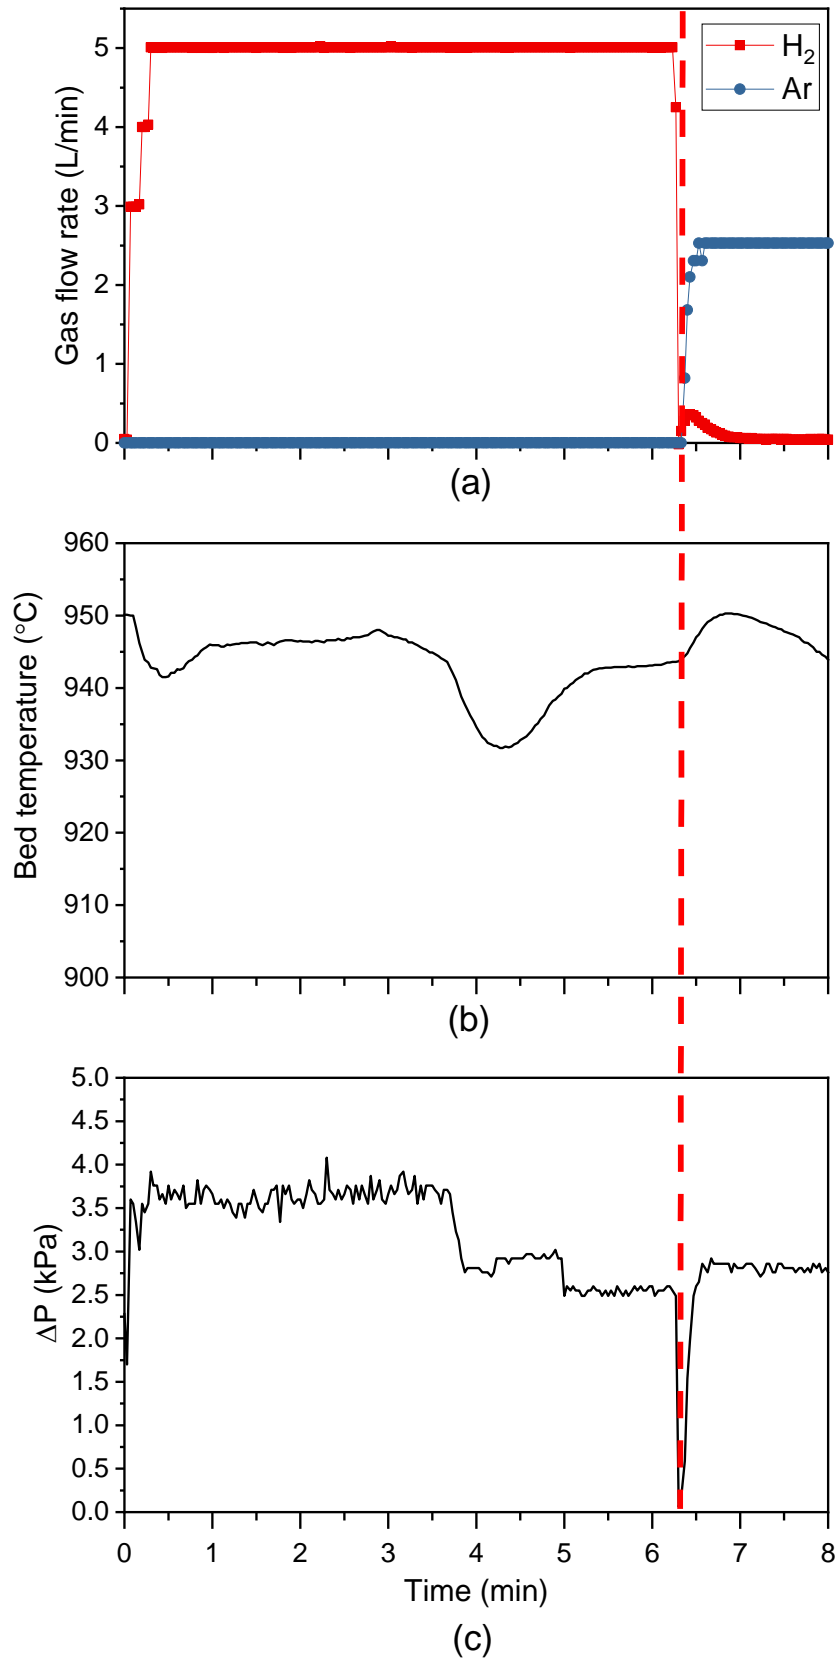 H2
Ar
Gas flow rate (L/min)
5
4
3
2
1
0
(a)
Bed temperature (°C)
960
950
940
930
920
910
900
(b)
ΔP (kPa)
5.0
4.5
4.0
3.5
3.0
2.5
2.0
1.5
1.0
0.5
0.0
0 1 2 3 4 5 6 7 8
Time (min)
(c)